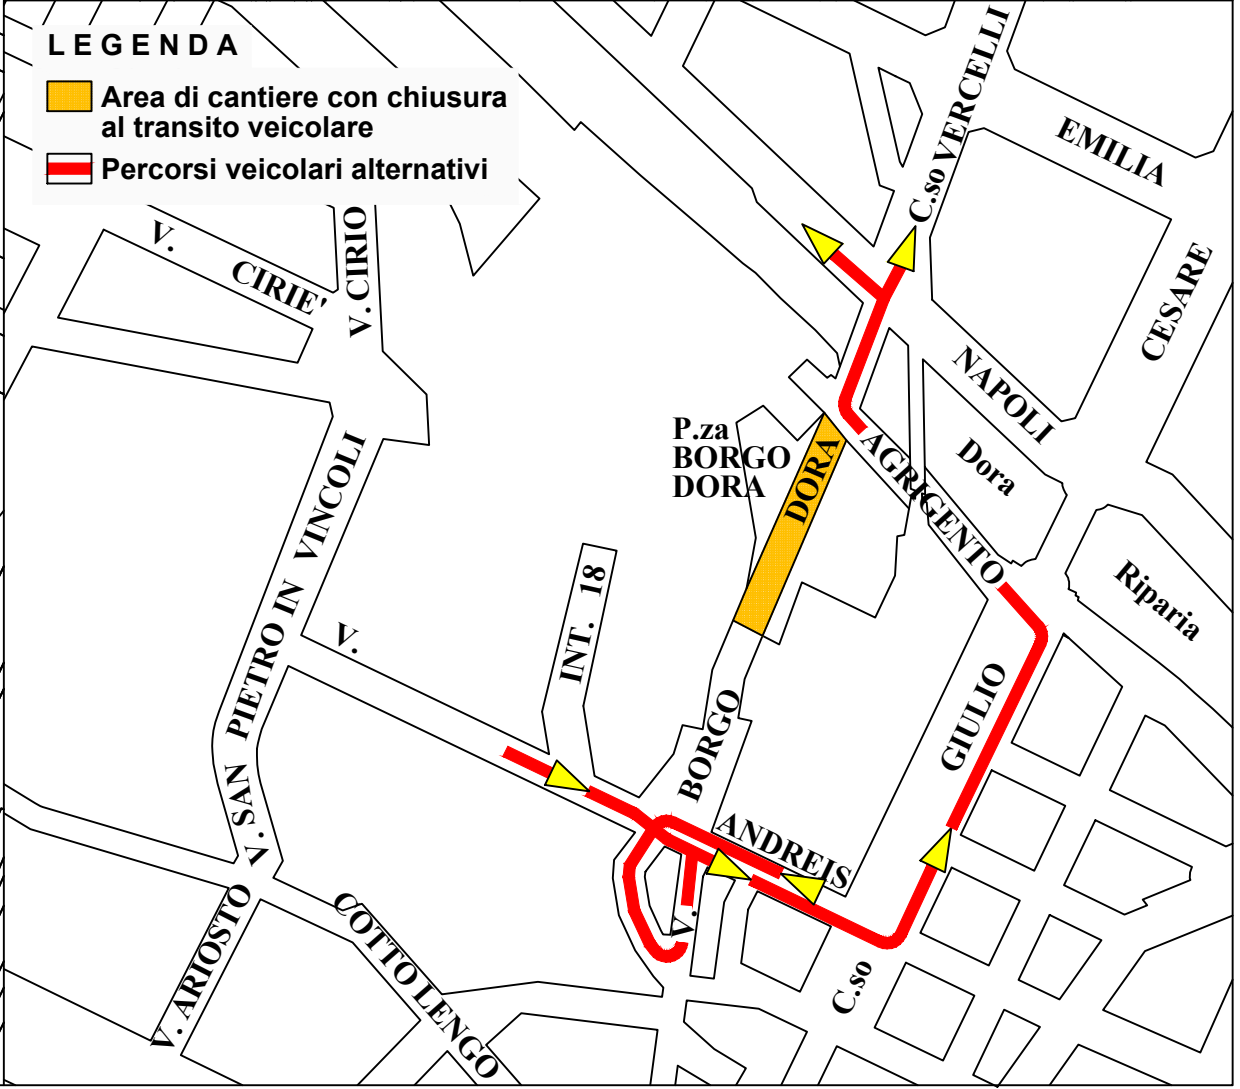 LEGENDA
Area di cantiere con chiusura
al transito veicolare
Percorsi veicolari alternativi
C.so VERCELLI
EMILIA
CESARE
V. CIRIE'
V. CIRIO
NAPOLI
P.za
BORGO
DORA
DORA
AGRIGENTO
Dora
Riparia
V. SAN PIETRO IN VINCOLI
V.
INT. 18
BORGO
GIULIO
ANDREIS
V.
C.so
V. ARIOSTO
COTTOLENGO